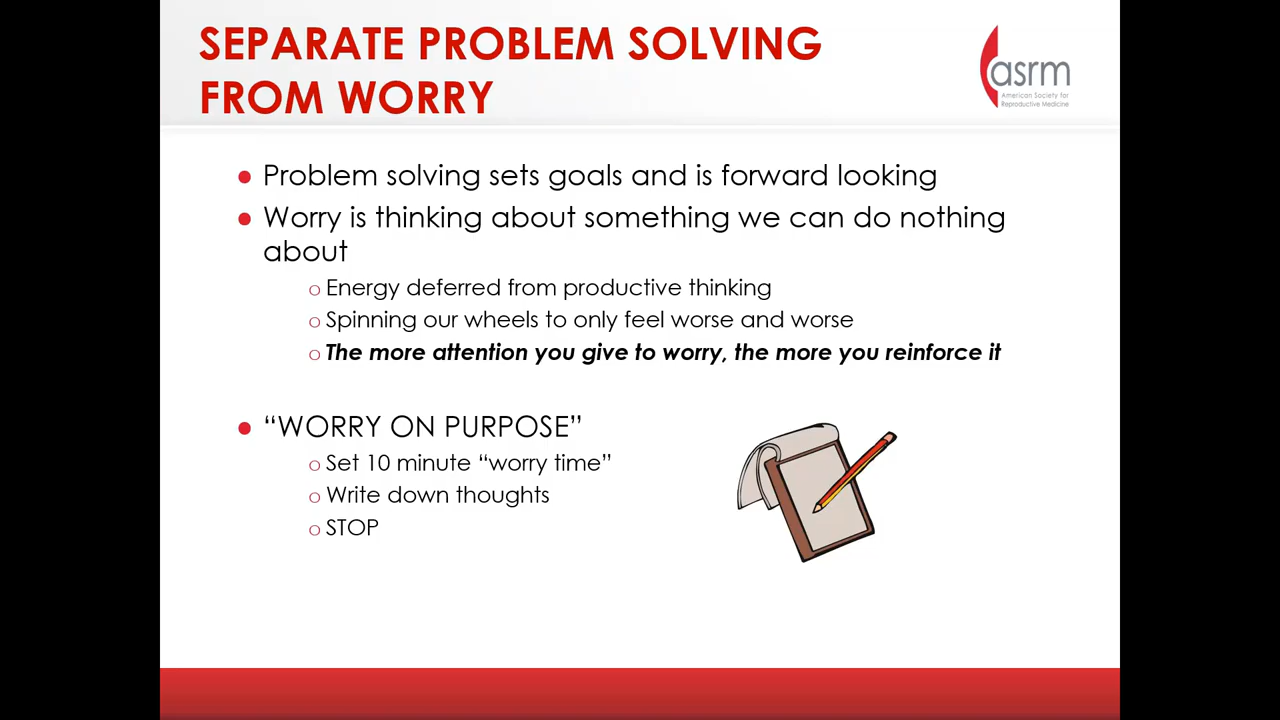 SEPARATE PROBLEM SOLVING
FROM WORRY
asrm
American Society for
Reproductive Medicine
Problem solving sets goals and is forward looking
Worry is thinking about something we can do nothing
about
Energy deferred from productive thinking
Spinning our wheels to only feel worse and worse
The more attention you give to worry, the more you reinforce it
“WORRY ON PURPOSE”
Set 10 minute “worry time”
Write down thoughts
STOP